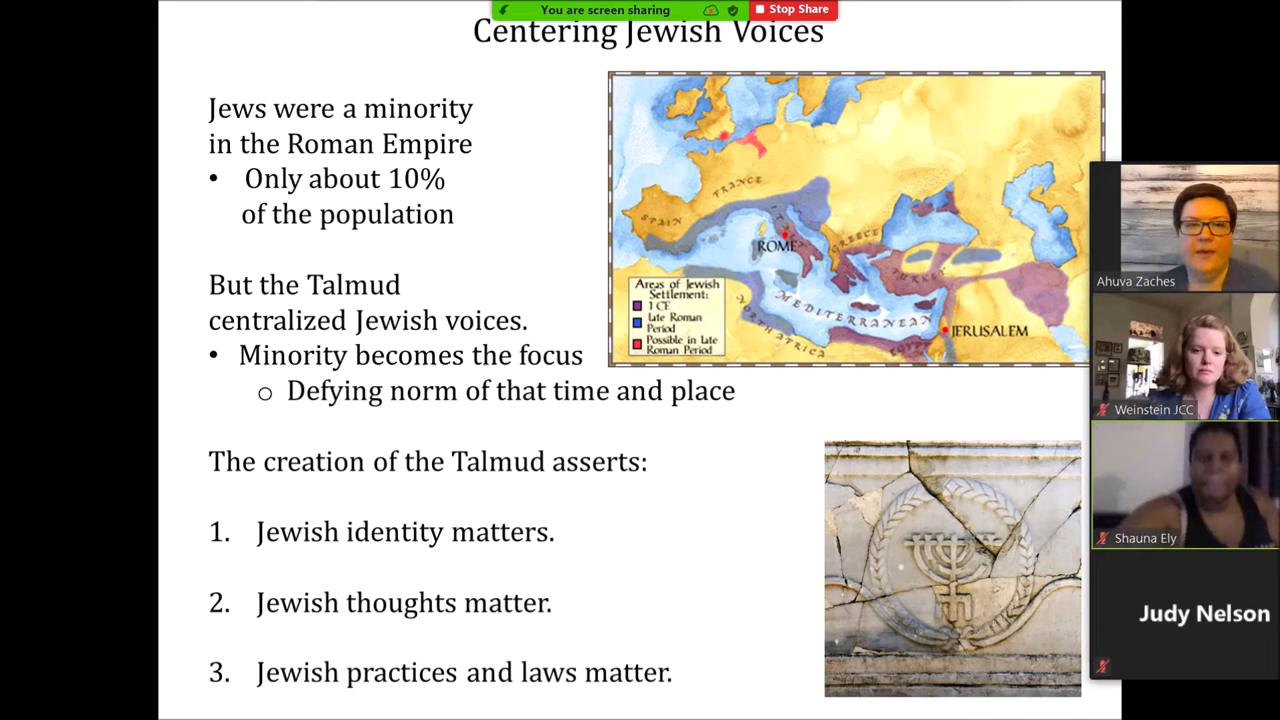 You are screen sharing
Stop Share
Centering Jewish Voices
Jews were a minority
in the Roman Empire
• Only about 10%
of the population
But the Talmud
centralized Jewish voices.
• Minority becomes the focus
o Defying norm of that time and place
The creation of the Talmud asserts:
1. Jewish identity matters.
2. Jewish thoughts matter.
3. Jewish practices and laws matter.
FRANCE
SPAIN
ROME
GREECE
TURKEY
MEDITERRANEAN
JERUSALEM
NORTH AFRICA
EGYPT
Areas of Jewish
Settlement:
1 CE
Late Roman
Period
Possible in Late
Roman Period
Ahuva Zaches
Weinstein JCC
Shauna Ely
Judy Nelson